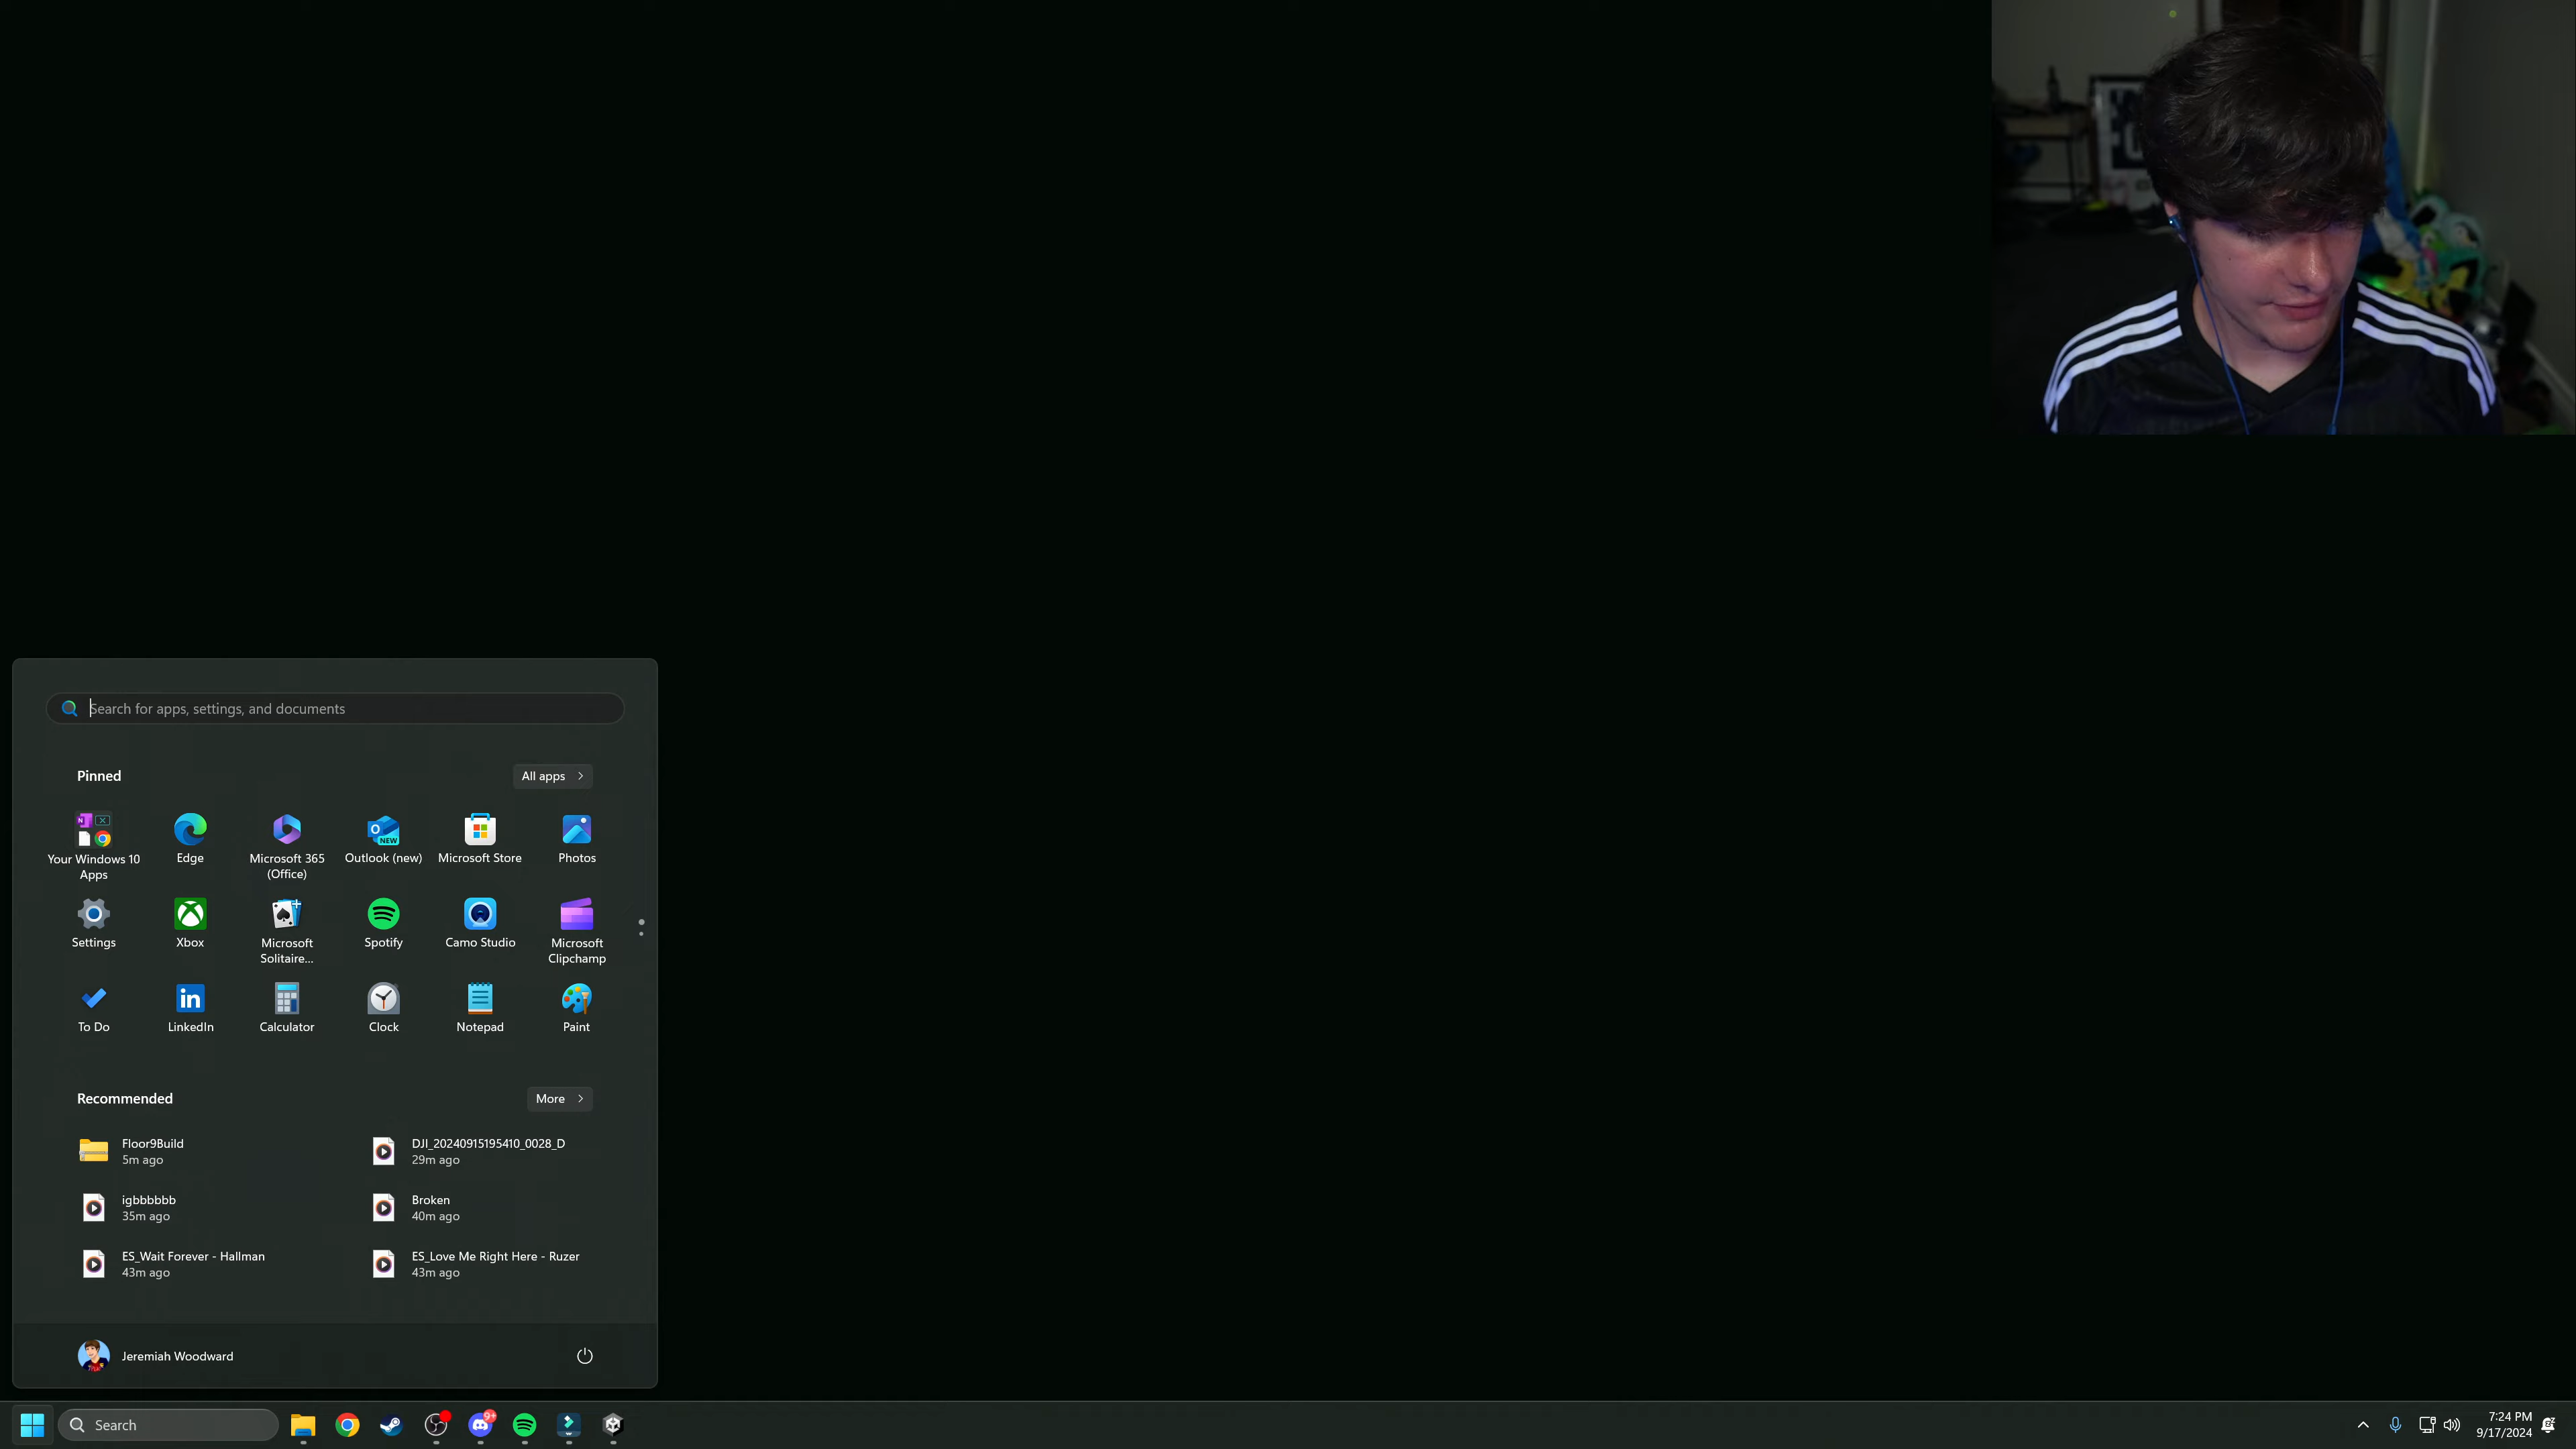 Search for apps, settings, and documents
Pinned
All apps
Your Windows 10
Apps
Edge
Microsoft 365
(Office)
Outlook (new)
NEW
Microsoft Store
Photos
Settings
Xbox
Microsoft
Solitaire...
Spotify
Camo Studio
Microsoft
Clipchamp
To Do
LinkedIn
Calculator
Clock
Notepad
Paint
Recommended
More
Floor9Build
5m ago
DJI_20240915195410_0028_D
29m ago
igbbbbbb
35m ago
Broken
40m ago
ES_Wait Forever - Hallman
43m ago
ES_Love Me Right Here - Ruzer
43m ago
Jeremiah Woodward
Search
9+
7:24 PM
9/17/2024